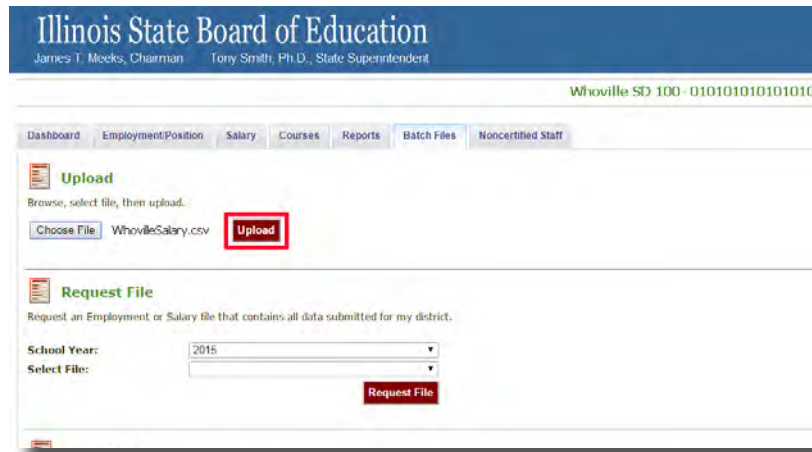 Illinois State Board of Education
James T. Meeks, Chairman Tony Smith, Ph.D., State Superintendent
Whoville SD 100- 010101010101010
Dashboard Employment/Position Salary Courses Reports Batch Files Noncertified Staff
Upload
Browse, select file, then upload.
Choose File WhovilleSalary.csv Upload
Request File
Request an Employment or Salary file that contains all data submitted for my district.
School Year: 2015
Select File:
Request File